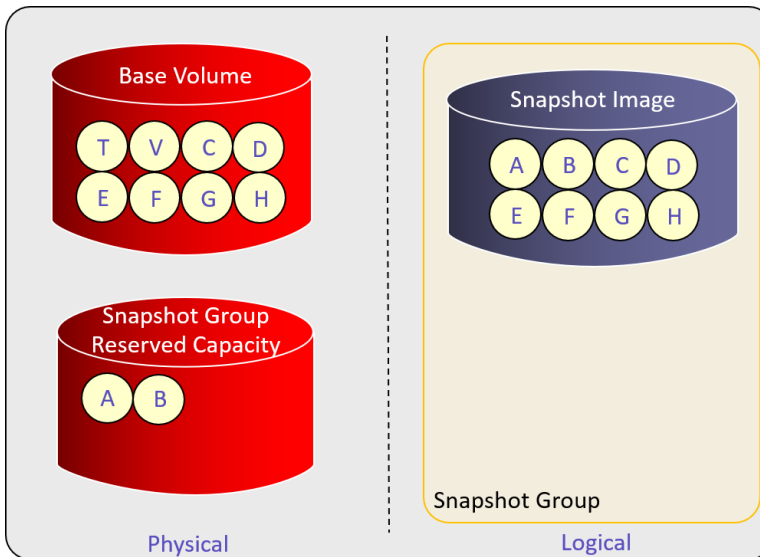 Base Volume
T V C D
E F G H
Snapshot Group
Reserved Capacity
A B
Physical
Snapshot Image
A B C D
E F G H
Snapshot Group
Logical